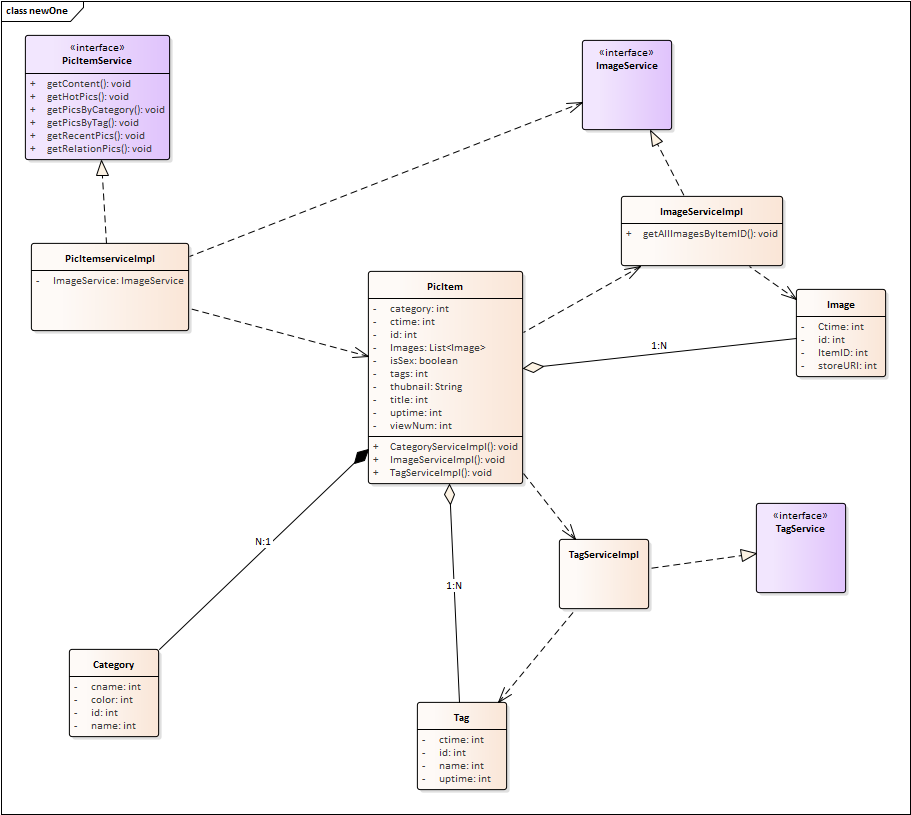 class newOne
«interface»
PicItemService
+ getContent(): void
+ getHotPics(): void
+ getPicsByCategory(): void
+ getPicsByTag(): void
+ getRecentPics(): void
+ getRelationPics(): void
«interface»
ImageService
ImageServiceImpl
+ getAllImagesByItemID(): void
PicItemserviceImpl
- ImageService: ImageService
PicItem
- category: int
- ctime: int
- id: int
- Images: List<Image>
- isSex: boolean
- tags: int
- thubnail: String
- title: int
- uptime: int
- viewNum: int
+ CategoryServiceImpl(): void
+ ImageServiceImpl(): void
+ TagServiceImpl(): void
Image
- Ctime: int
- id: int
- ItemID: int
- storeURI: int
1:N
N:1
1:N
«interface»
TagService
TagServiceImpl
Category
- cname: int
- color: int
- id: int
- name: int
Tag
- ctime: int
- id: int
- name: int
- uptime: int